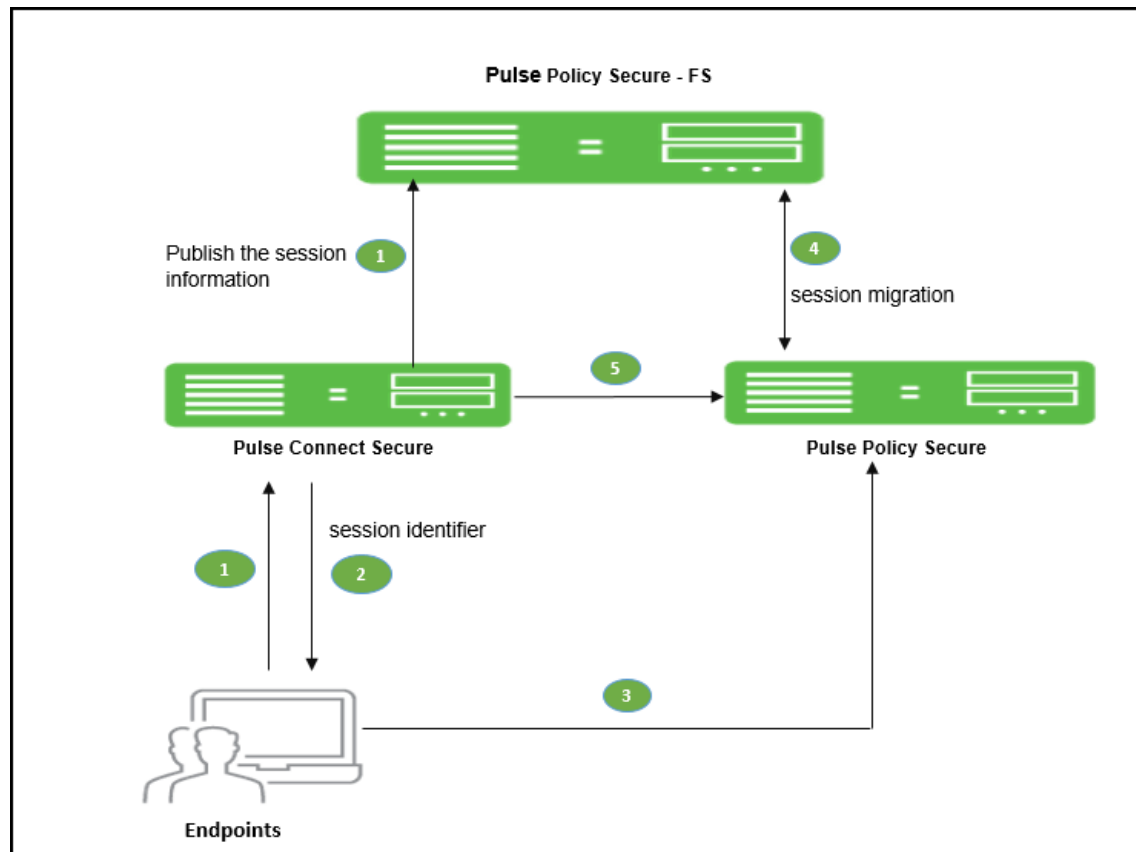 Pulse Policy Secure - FS
Publish the session
information
1
4
session migration
5
Pulse Connect Secure
Pulse Policy Secure
session identifier
1
2
3
Endpoints